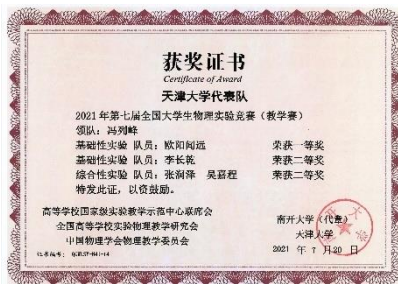 获奖证书
Certificate of Award
天津大学代表队
2021年第七届全国大学生物理实验竞赛（教学赛）
领队：冯列峰
基础性实验 队员：欧阳闻远 荣获一等奖
基础性实验 队员：李长乾 荣获二等奖
综合性实验 队员：张润泽 吴嘉程 荣获二等奖
特发此证，以资鼓励。
高等学校国家级实验教学示范中心联席会
全国高等学校实验物理教学研究会
中国物理学会物理教学委员会
南开大学（代章）
天津大学
2021 年 7 月 20 日
证书编号：